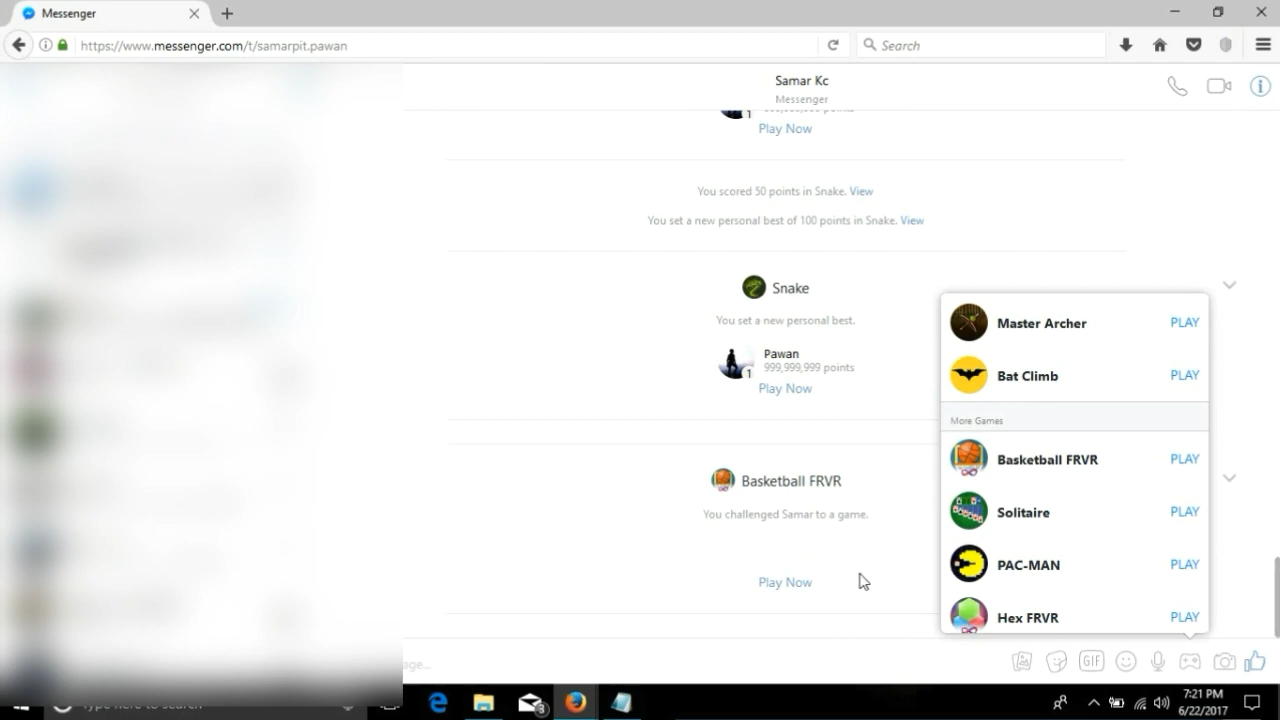 Messenger
https://www.messenger.com/t/samarpit.pawan
Search
Samar Kc
Messenger
Play Now
You scored 50 points in Snake. View
You set a new personal best of 100 points in Snake. View
Snake
You set a new personal best.
Pawan
999,999,999 points
1
Play Now
Basketball FRVR
You challenged Samar to a game.
Play Now
Master Archer PLAY
Bat Climb PLAY
More Games
Basketball FRVR PLAY
Solitaire PLAY
PAC-MAN PLAY
Hex FRVR PLAY
GIF
Type here to search
3
7:21 PM
6/22/2017